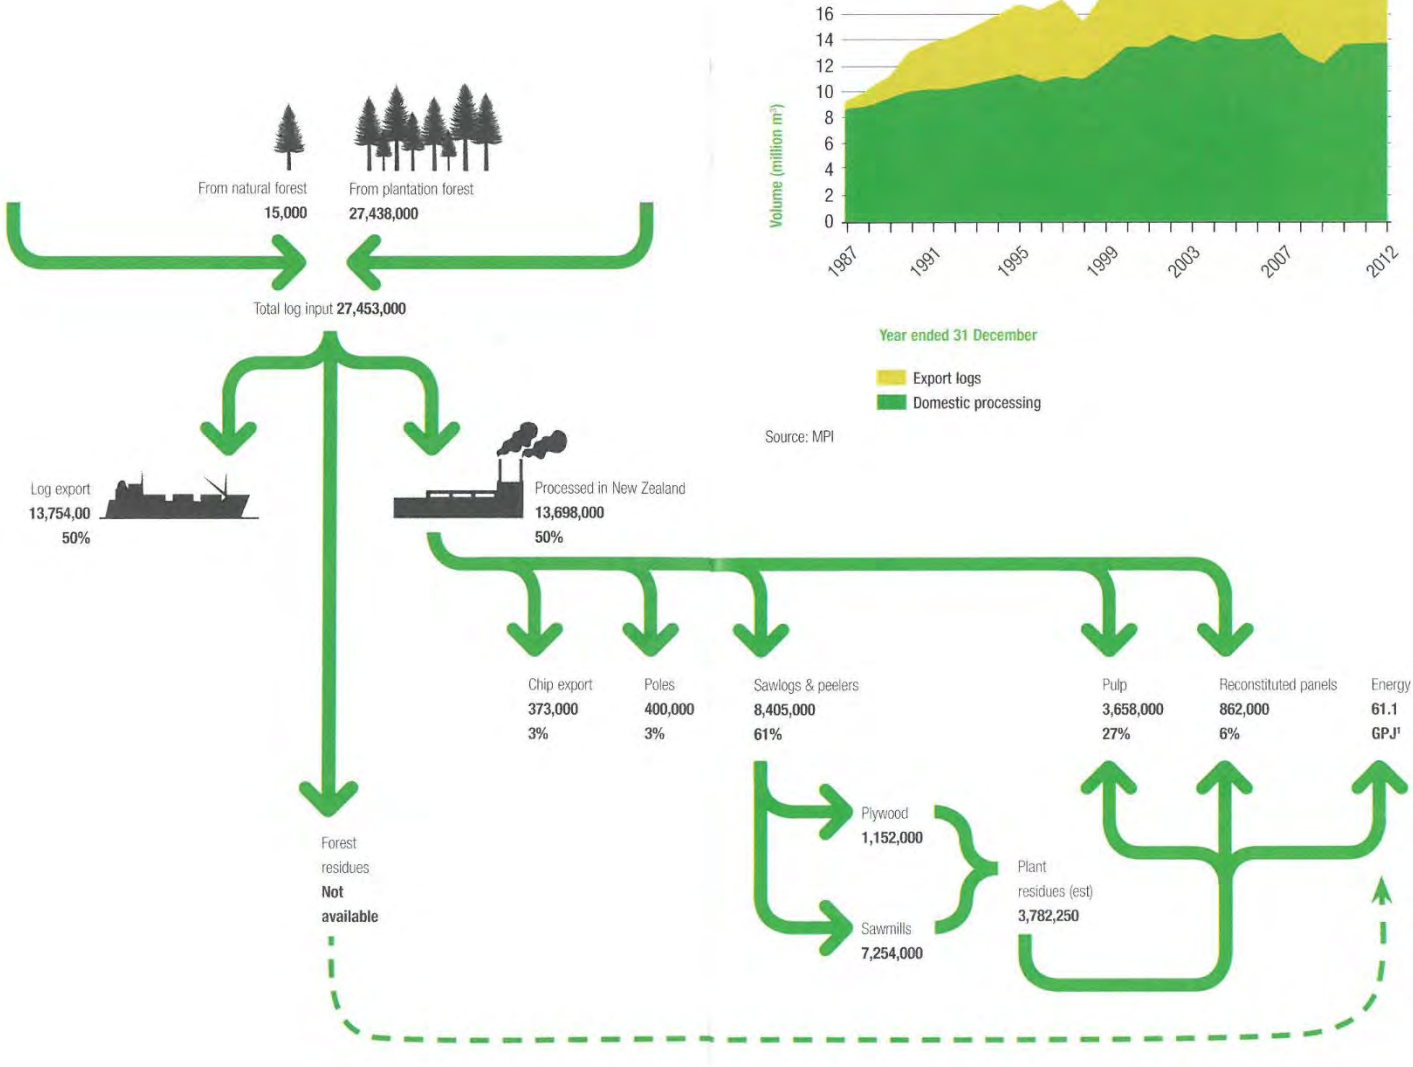 16
14
12
10
8
6
4
2
0
Volume (million m³)
1987
1991
1995
1999
2003
2007
2012
Year ended 31 December
Export logs
Domestic processing
Source: MPI
From natural forest
15,000
From plantation forest
27,438,000
Total log input 27,453,000
Log export
13,754,00
50%
Processed in New Zealand
13,698,000
50%
Chip export
373,000
3%
Poles
400,000
3%
Sawlogs & peelers
8,405,000
61%
Pulp
3,658,000
27%
Reconstituted panels
862,000
6%
Energy
61.1
GPJ¹
Forest
residues
Not
available
Plywood
1,152,000
Sawmills
7,254,000
Plant
residues (est)
3,782,250